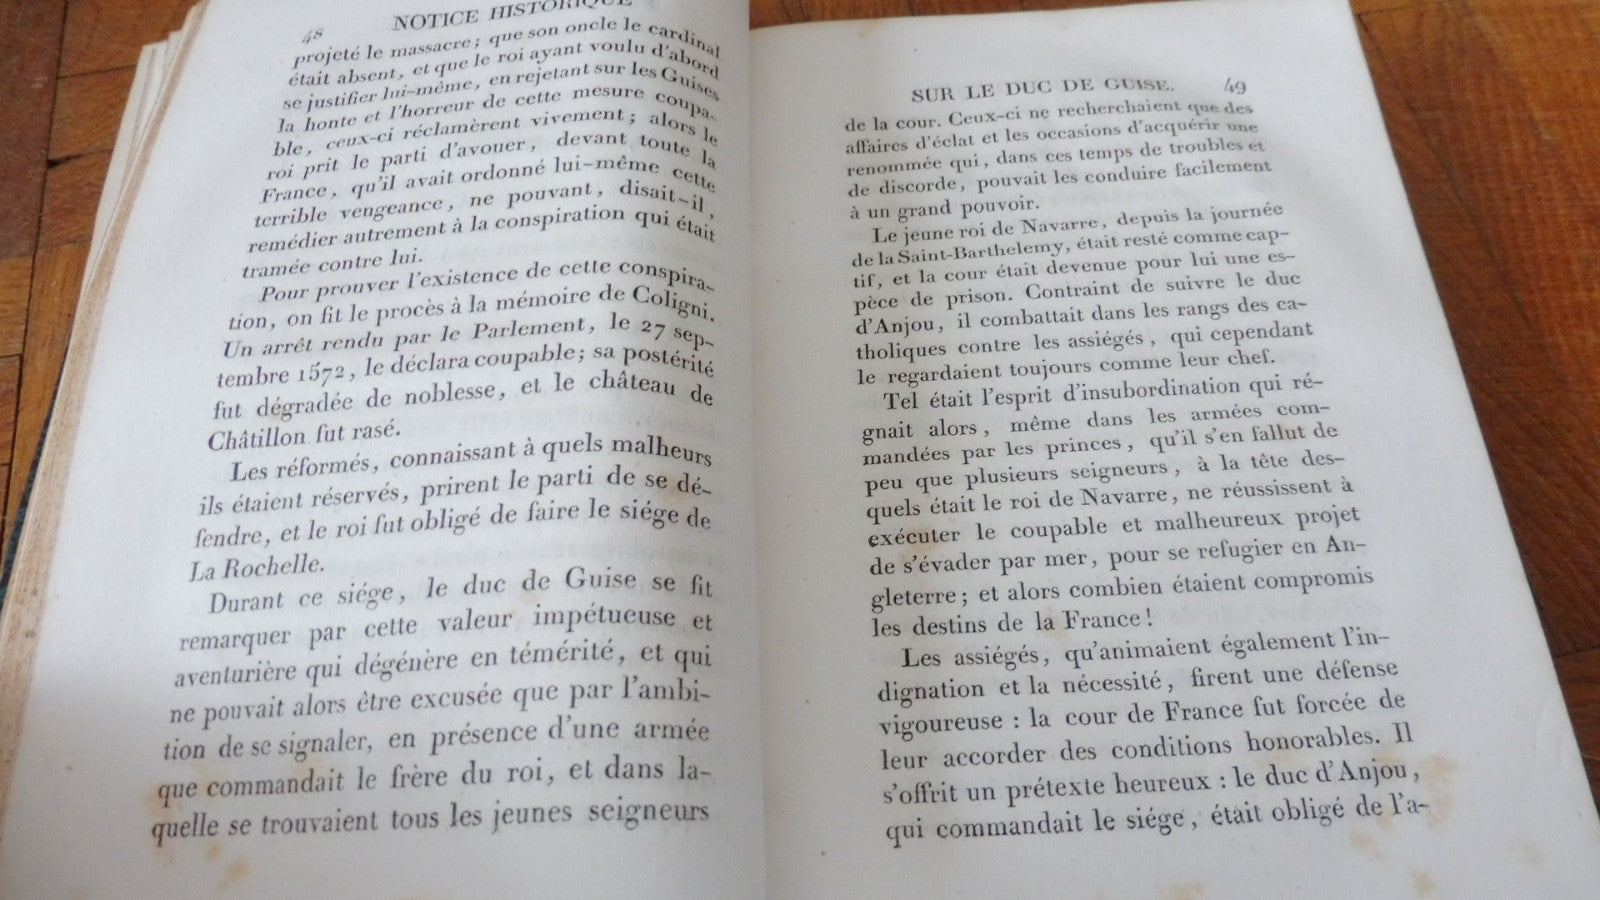 48 NOTICE HISTORIQUE
projeté le massacre; que son oncle le cardinal
était absent, et que le roi ayant voulu d'abord
se justifier lui-même, en rejetant sur les Guises
la honte et l'horreur de cette mesure coupa-
ble, ceux-ci réclamèrent vivement; alors le
roi prit le parti d'avouer, devant toute la
France, qu'il avait ordonné lui-même cette
terrible vengeance, ne pouvant, disait-il,
remédier autrement à la conspiration qui était
tramée contre lui.
Pour prouver l'existence de cette conspira-
tion, on fit le procès à la mémoire de Coligni.
Un arrêt rendu par le Parlement, le 27 sep-
tembre 1572, le déclara coupable; sa postérité
fut dégradée de noblesse, et le château de
Châtillon fut rasé.
Les réformés, connaissant à quels malheurs
ils étaient réservés, prirent le parti de se dé-
fendre, et le roi fut obligé de faire le siége de
La Rochelle.
Durant ce siége, le duc de Guise se fit
remarquer par cette valeur impétueuse et
aventurière qui dégénère en témérité, et qui
ne pouvait alors être excusée que par l'ambi-
tion de se signaler, en présence d'une armée
que commandait le frère du roi, et dans la-
quelle se trouvaient tous les jeunes seigneurs
SUR LE DUC DE GUISE. 49
de la cour. Ceux-ci ne recherchaient que des
affaires d'éclat et les occasions d'acquérir une
renommée qui, dans ces temps de troubles et
de discorde, pouvait les conduire facilement
à un grand pouvoir.
Le jeune roi de Navarre, depuis la journée
de la Saint-Barthelemy, était resté comme cap-
tif, et la cour était devenue pour lui une es-
pèce de prison. Contraint de suivre le duc
d'Anjou, il combattait dans les rangs des ca-
tholiques contre les assiégés, qui cependant
le regardaient toujours comme leur chef.
Tel était l'esprit d'insubordination qui ré-
gnait alors, même dans les armées com-
mandées par les princes, qu'il s'en fallut de
peu que plusieurs seigneurs, à la tête des-
quels était le roi de Navarre, ne réussissent à
exécuter le coupable et malheureux projet
de s'évader par mer, pour se refugier en An-
gleterre; et alors combien étaient compromis
les destins de la France!
Les assiégés, qu'animaient également l'in-
dignation et la nécessité, firent une défense
vigoureuse : la cour de France fut forcée de
leur accorder des conditions honorables. Il
s'offrit un prétexte heureux : le duc d'Anjou,
qui commandait le siége, était obligé de l'a-